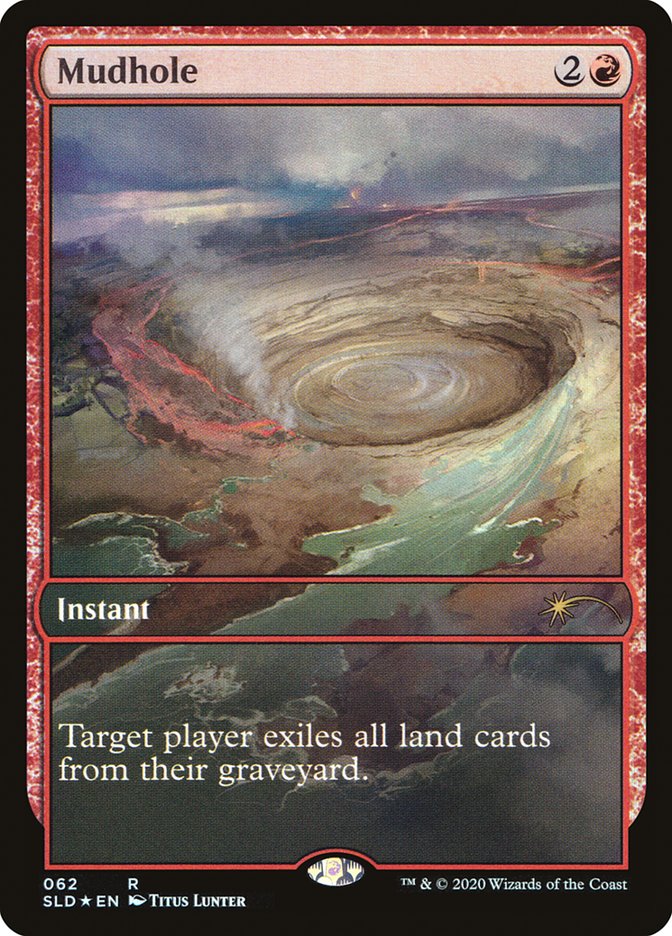 Mudhole 2
Instant
Target player exiles all land cards
from their graveyard.
062 R
SLD★EN Titus Lunter
™ & © 2020 Wizards of the Coast